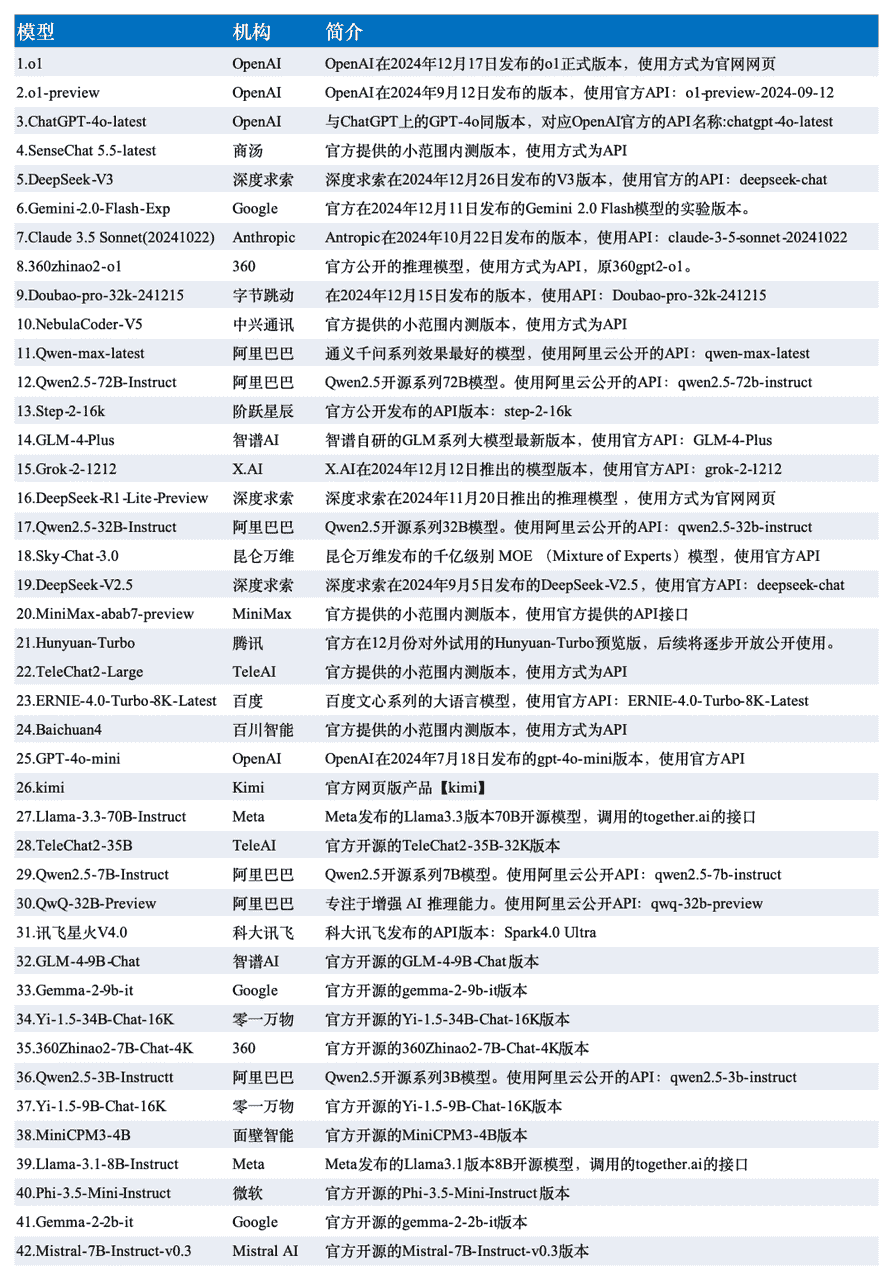 模型 机构 简介
1.o1 OpenAI OpenAI在2024年12月17日发布的o1正式版本，使用方式为官网网页
2.o1-preview OpenAI OpenAI在2024年9月12日发布的版本，使用官方API：o1-preview-2024-09-12
3.ChatGPT-4o-latest OpenAI 与ChatGPT上的GPT-4o同版本，对应OpenAI官方的API名称:chatgpt-4o-latest
4.SenseChat 5.5-latest 商汤 官方提供的小范围内测版本，使用方式为API
5.DeepSeek-V3 深度求索 深度求索在2024年12月26日发布的V3版本，使用官方的API：deepseek-chat
6.Gemini-2.0-Flash-Exp Google 官方在2024年12月11日发布的Gemini 2.0 Flash模型的实验版本。
7.Claude 3.5 Sonnet(20241022) Anthropic Antropic在2024年10月22日发布的版本，使用API：claude-3-5-sonnet-20241022
8.360zhinao2-o1 360 官方公开的推理模型，使用方式为API，原360gpt2-o1。
9.Doubao-pro-32k-241215 字节跳动 在2024年12月15日发布的版本，使用API：Doubao-pro-32k-241215
10.NebulaCoder-V5 中兴通讯 官方提供的小范围内测版本，使用方式为API
11.Qwen-max-latest 阿里巴巴 通义千问系列效果最好的模型，使用阿里云公开的API：qwen-max-latest
12.Qwen2.5-72B-Instruct 阿里巴巴 Qwen2.5开源系列72B模型。使用阿里云公开的API：qwen2.5-72b-instruct
13.Step-2-16k 阶跃星辰 官方公开发布的API版本：step-2-16k
14.GLM-4-Plus 智谱AI 智谱自研的GLM系列大模型最新版本，使用官方API：GLM-4-Plus
15.Grok-2-1212 X.AI X.AI在2024年12月12日推出的模型版本，使用官方API：grok-2-1212
16.DeepSeek-R1-Lite-Preview 深度求索 深度求索在2024年11月20日推出的推理模型 ，使用方式为官网网页
17.Qwen2.5-32B-Instruct 阿里巴巴 Qwen2.5开源系列32B模型。使用阿里云公开的API：qwen2.5-32b-instruct
18.Sky-Chat-3.0 昆仑万维 昆仑万维发布的千亿级别 MOE （Mixture of Experts）模型，使用官方API
19.DeepSeek-V2.5 深度求索 深度求索在2024年9月5日发布的DeepSeek-V2.5，使用官方API：deepseek-chat
20.MiniMax-abab7-preview MiniMax 官方提供的小范围内测版本，使用官方提供的API接口
21.Hunyuan-Turbo 腾讯 官方在12月份对外试用的Hunyuan-Turbo预览版，后续将逐步开放公开使用。
22.TeleChat2-Large TeleAI 官方提供的小范围内测版本，使用方式为API
23.ERNIE-4.0-Turbo-8K-Latest 百度 百度文心系列的大语言模型，使用官方API：ERNIE-4.0-Turbo-8K-Latest
24.Baichuan4 百川智能 官方提供的小范围内测版本，使用方式为API
25.GPT-4o-mini OpenAI OpenAI在2024年7月18日发布的gpt-4o-mini版本，使用官方API
26.kimi Kimi 官方网页版产品【kimi】
27.Llama-3.3-70B-Instruct Meta Meta发布的Llama3.3版本70B开源模型，调用的together.ai的接口
28.TeleChat2-35B TeleAI 官方开源的TeleChat2-35B-32K版本
29.Qwen2.5-7B-Instruct 阿里巴巴 Qwen2.5开源系列7B模型。使用阿里云公开API：qwen2.5-7b-instruct
30.QwQ-32B-Preview 阿里巴巴 专注于增强 AI 推理能力。使用阿里云公开API：qwq-32b-preview
31.讯飞星火V4.0 科大讯飞 科大讯飞发布的API版本：Spark4.0 Ultra
32.GLM-4-9B-Chat 智谱AI 官方开源的GLM-4-9B-Chat版本
33.Gemma-2-9b-it Google 官方开源的gemma-2-9b-it版本
34.Yi-1.5-34B-Chat-16K 零一万物 官方开源的Yi-1.5-34B-Chat-16K版本
35.360Zhinao2-7B-Chat-4K 360 官方开源的360Zhinao2-7B-Chat-4K版本
36.Qwen2.5-3B-Instructt 阿里巴巴 Qwen2.5开源系列3B模型。使用阿里云公开的API：qwen2.5-3b-instruct
37.Yi-1.5-9B-Chat-16K 零一万物 官方开源的Yi-1.5-9B-Chat-16K版本
38.MiniCPM3-4B 面壁智能 官方开源的MiniCPM3-4B版本
39.Llama-3.1-8B-Instruct Meta Meta发布的Llama3.1版本8B开源模型，调用的together.ai的接口
40.Phi-3.5-Mini-Instruct 微软 官方开源的Phi-3.5-Mini-Instruct版本
41.Gemma-2-2b-it Google 官方开源的gemma-2-2b-it版本
42.Mistral-7B-Instruct-v0.3 Mistral AI 官方开源的Mistral-7B-Instruct-v0.3版本